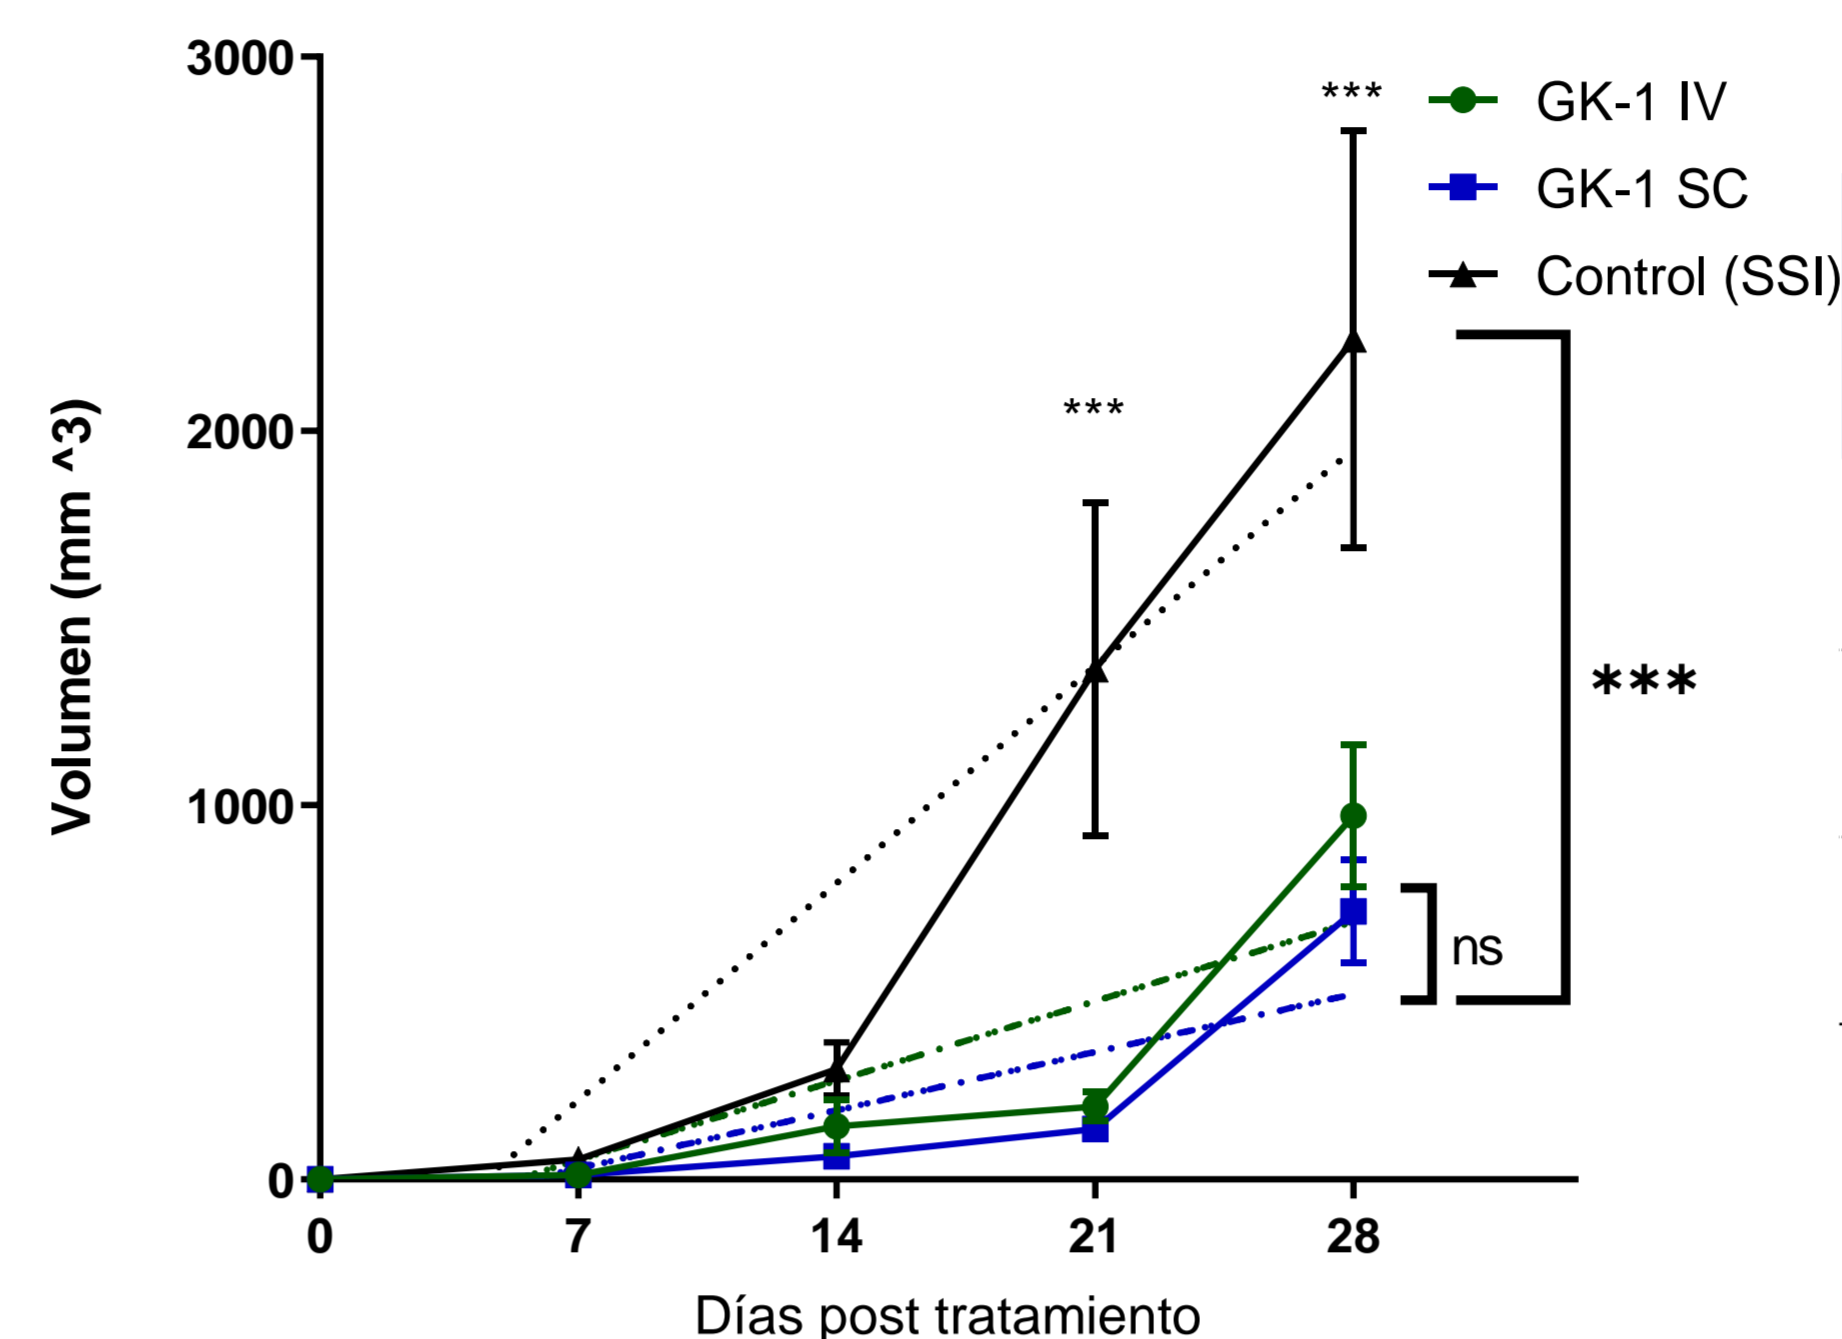 3000
2000
1000
0
Volumen (mm ^3)
***
***
GK-1 IV
GK-1 SC
Control (SSI)
***
ns
0 7 14 21 28
Días post tratamiento